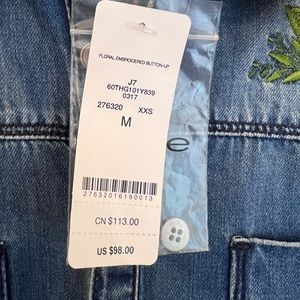 FLORAL EMBROIDERED BUTTON-UP
J7
60THG101Y839
0317
276320 XXS
M
e
27632016190013
CN $113.00
US $98.00